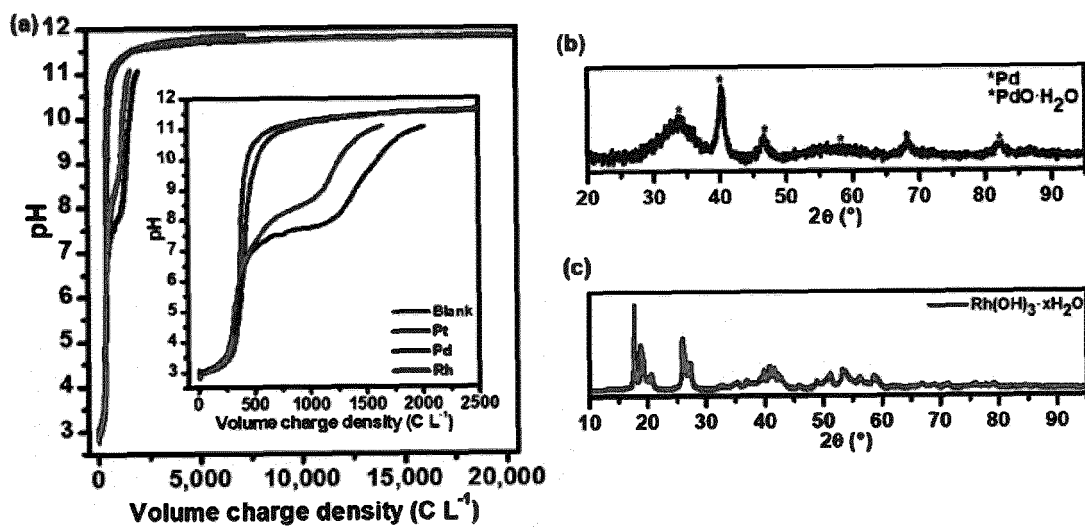 (a)
12
11
10
9
8
7
6
5
4
3
pH
0 5,000 10,000 15,000 20,000
Volume charge density (C L⁻¹)
12
11
10
9
8
7
6
5
4
3
pH
Blank
Pt
Pd
Rh
0 500 1000 1500 2000 2500
Volume charge density (C L⁻¹)
(b)
*Pd
*PdO·H₂O
* * * * * *
20 30 40 50 60 70 80 90
2θ (°)
(c)
Rh(OH)₃·xH₂O
10 20 30 40 50 60 70 80 90
2θ (°)